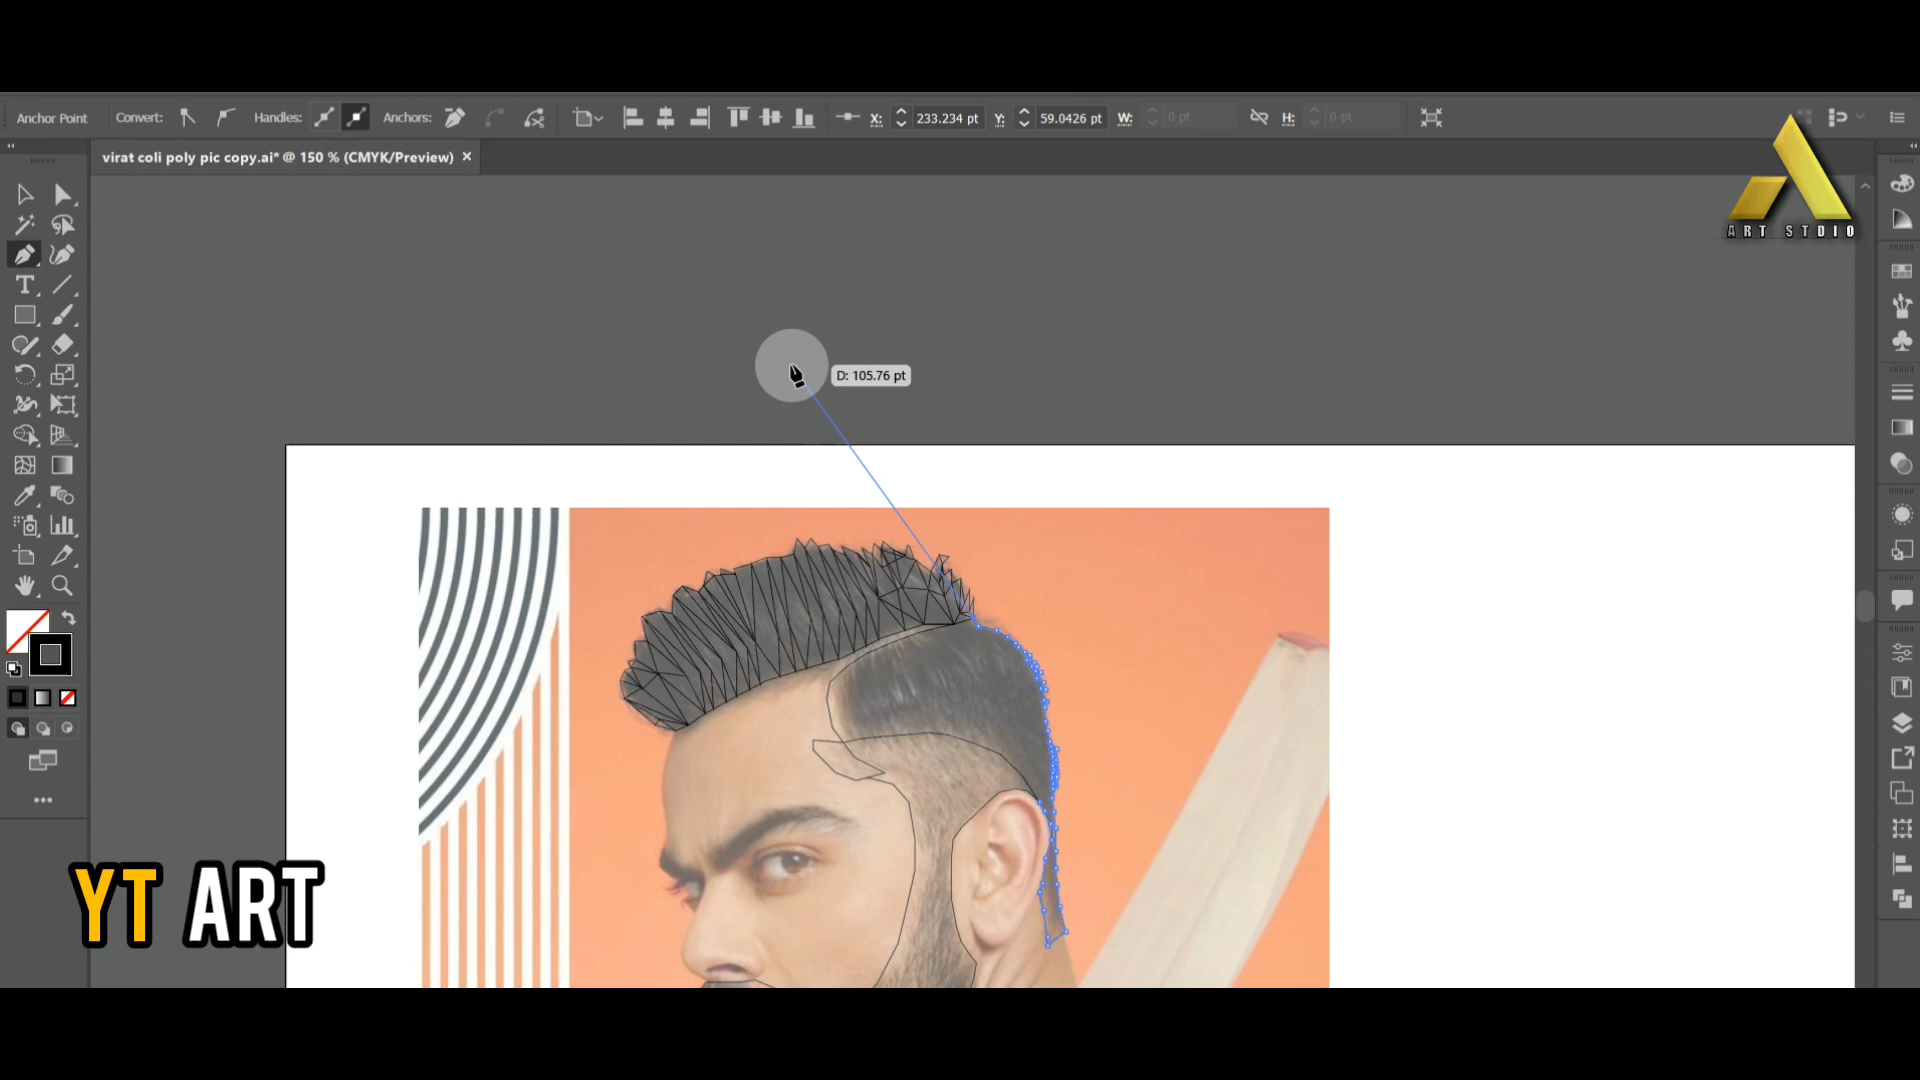 Anchor Point Convert: Handles: Anchors: X: 233.234 pt Y: 59.0426 pt W: 0 pt H: 0 pt
virat coli poly pic copy.ai* @ 150 % (CMYK/Preview) ×
ART STDIO
D: 105.76 pt
YT ART